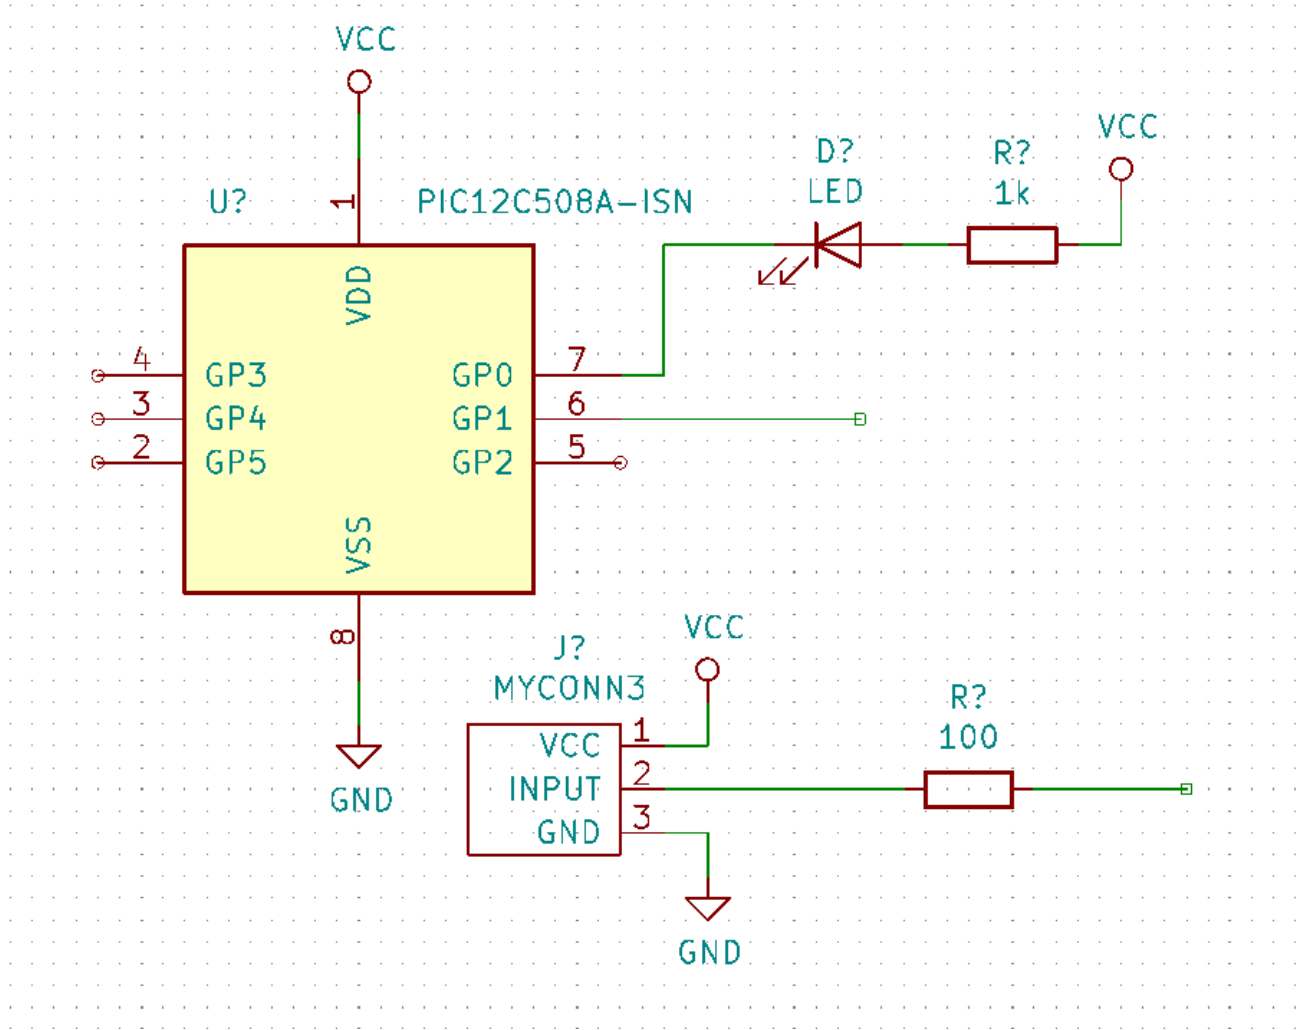 VCC
VCC
D?
LED
R?
1k
U?
1
PIC12C508A-ISN
VDD
4
GP3
GP0
7
3
GP4
GP1
6
2
GP5
GP2
5
VSS
8
GND
J?
MYCONN3
VCC
VCC
1
INPUT
2
GND
3
R?
100
GND